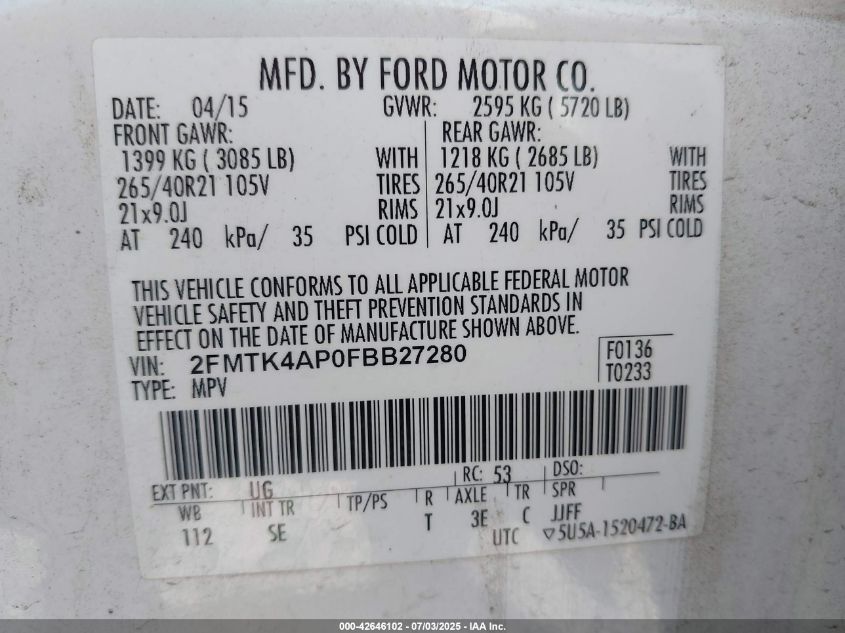 MFD. BY FORD MOTOR CO.
DATE: 04/15 GVWR: 2595 KG ( 5720 LB)
FRONT GAWR: REAR GAWR:
1399 KG ( 3085 LB) WITH 1218 KG ( 2685 LB) WITH
265/40R21 105V TIRES 265/40R21 105V TIRES
21x9.0J RIMS 21x9.0J RIMS
AT 240 kPa/ 35 PSI COLD AT 240 kPa/ 35 PSI COLD
THIS VEHICLE CONFORMS TO ALL APPLICABLE FEDERAL MOTOR
VEHICLE SAFETY AND THEFT PREVENTION STANDARDS IN
EFFECT ON THE DATE OF MANUFACTURE SHOWN ABOVE.
VIN: 2FMTK4AP0FBB27280 F0136
TYPE: MPV T0233
RC: 53 DSO:
EXT PNT: UG
WB INT TR TP/PS R AXLE TR SPR
112 SE T 3E C JJFF
UTC ▽5U5A-1520472-BA
000-42646102 - 07/03/2025 - IAA Inc.